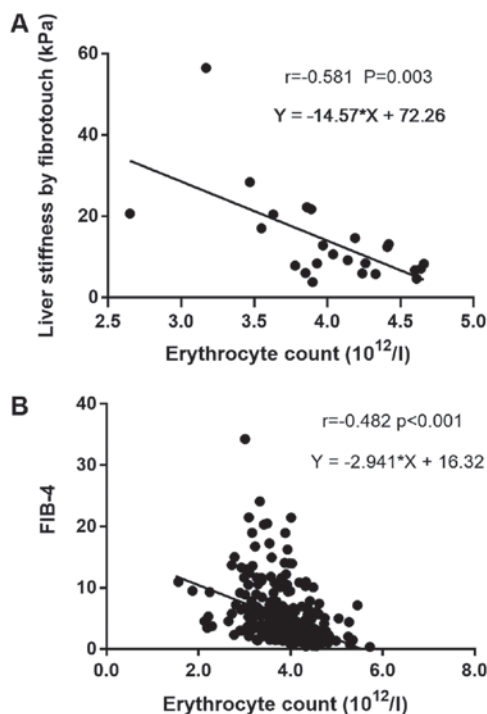 A
Liver stiffness by fibrotouch (kPa)
r=-0.581 P=0.003
Y = -14.57*X + 72.26
60
40
20
0
2.5 3.0 3.5 4.0 4.5 5.0
Erythrocyte count (10¹²/l)
B
FIB-4
r=-0.482 p<0.001
Y = -2.941*X + 16.32
40
30
20
10
0
0.0 2.0 4.0 6.0 8.0
Erythrocyte count (10¹²/l)